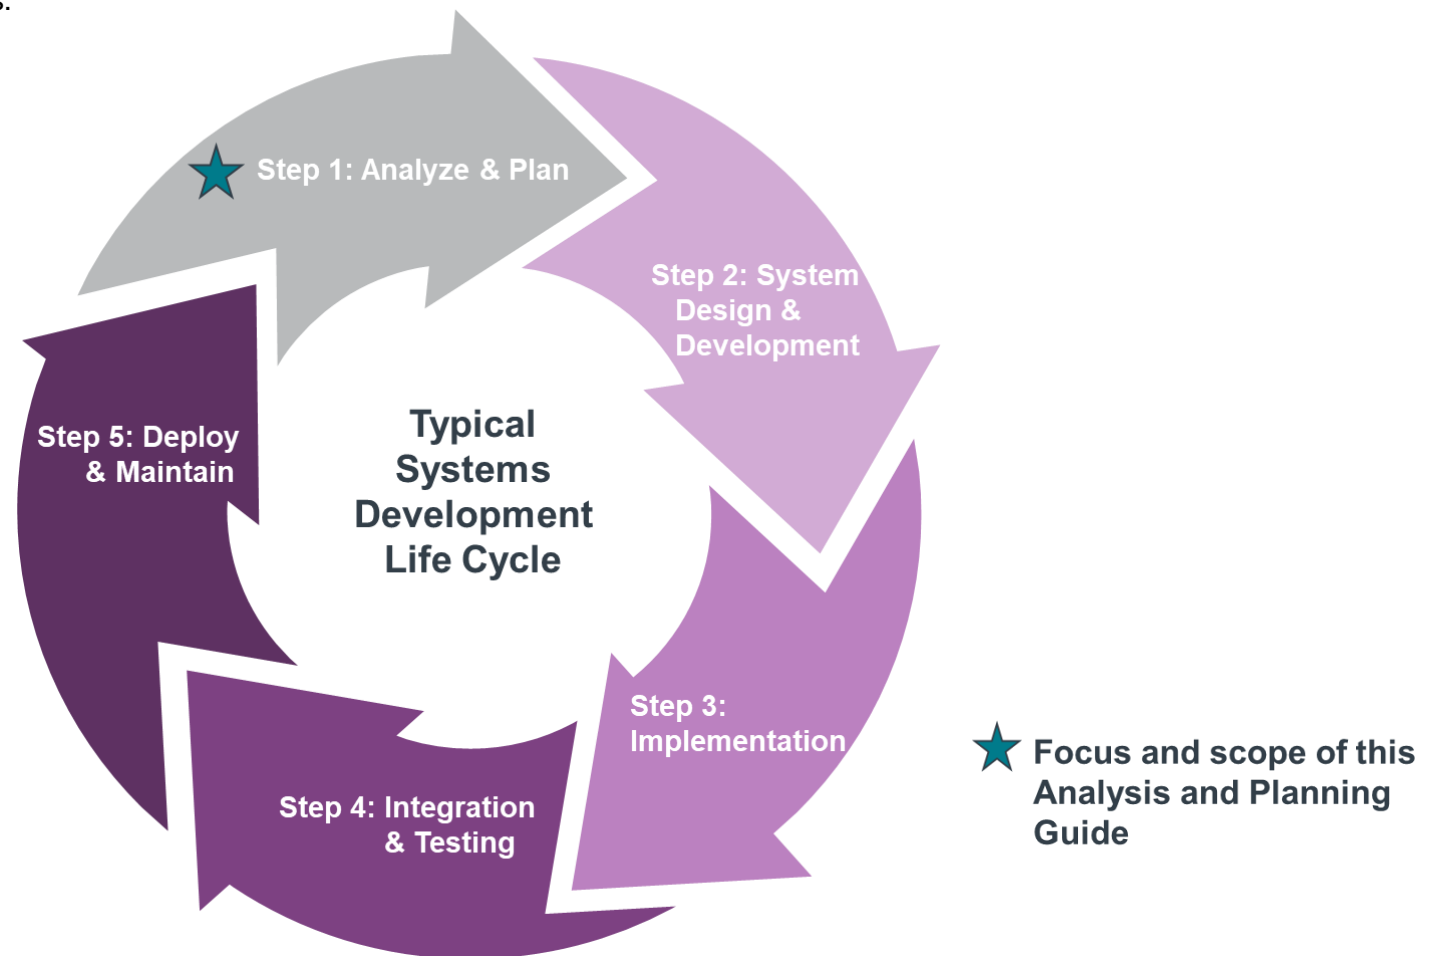 Step 1: Analyze & Plan
Step 2: System
Design &
Development
Step 3:
Implementation
Step 4: Integration
& Testing
Step 5: Deploy
& Maintain
Typical
Systems
Development
Life Cycle
Focus and scope of this
Analysis and Planning
Guide